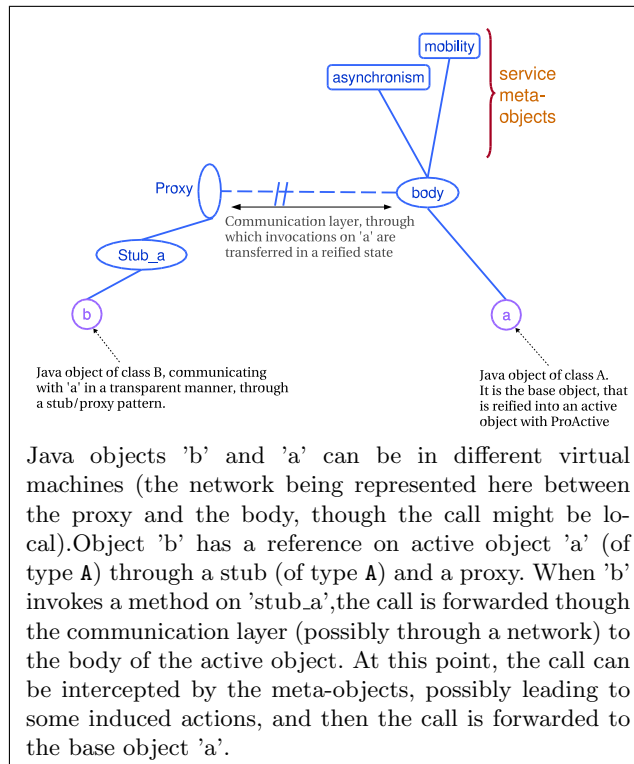 mobility
asynchronism
service
meta-
objects
Proxy
body
Communication layer, through
which invocations on 'a' are
transferred in a reified state
Stub_a
b
a
Java object of class B, communicating
with 'a' in a transparent manner, through
a stub/proxy pattern.
Java object of class A.
It is the base object, that
is reified into an active
object with ProActive
Java objects 'b' and 'a' can be in different virtual
machines (the network being represented here between
the proxy and the body, though the call might be lo-
cal).Object 'b' has a reference on active object 'a' (of
type A) through a stub (of type A) and a proxy. When 'b'
invokes a method on 'stub_a',the call is forwarded though
the communication layer (possibly through a network) to
the body of the active object. At this point, the call can
be intercepted by the meta-objects, possibly leading to
some induced actions, and then the call is forwarded to
the base object 'a'.